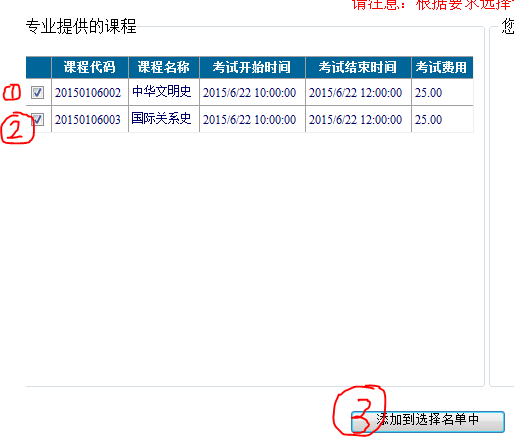 请注意：根据要求选择
专业提供的课程
您
课程代码 课程名称 考试开始时间 考试结束时间 考试费用
① 20150106002 中华文明史 2015/6/22 10:00:00 2015/6/22 12:00:00 25.00
② 20150106003 国际关系史 2015/6/22 10:00:00 2015/6/22 12:00:00 25.00
③ 添加到选择名单中